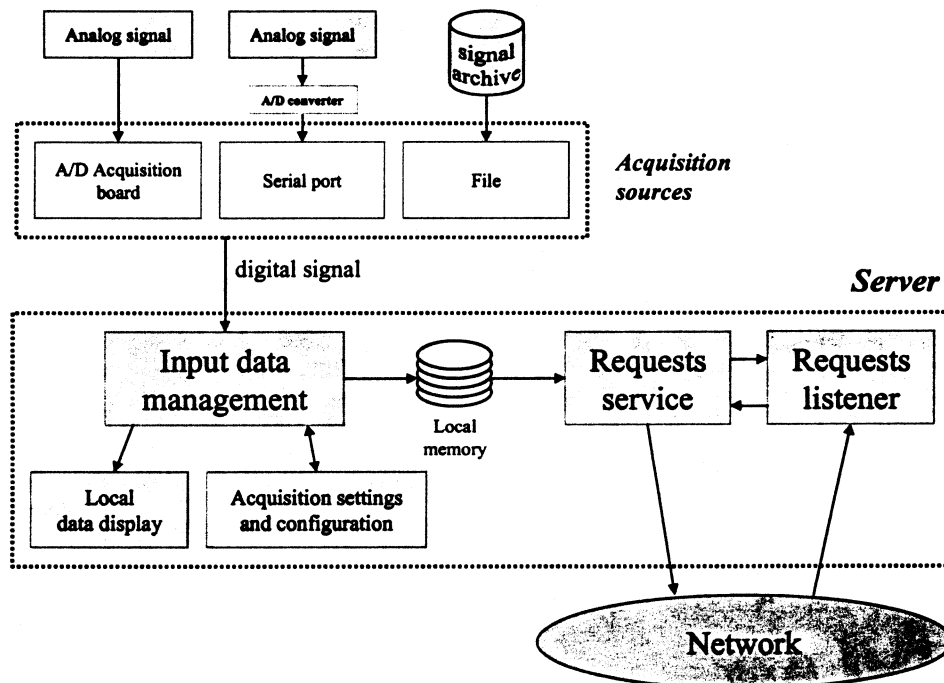 Analog signal
Analog signal
signal
archive
A/D converter
A/D Acquisition
board
Serial port
File
Acquisition
sources
digital signal
Server
Input data
management
Local
memory
Requests
service
Requests
listener
Local
data display
Acquisition settings
and configuration
Network